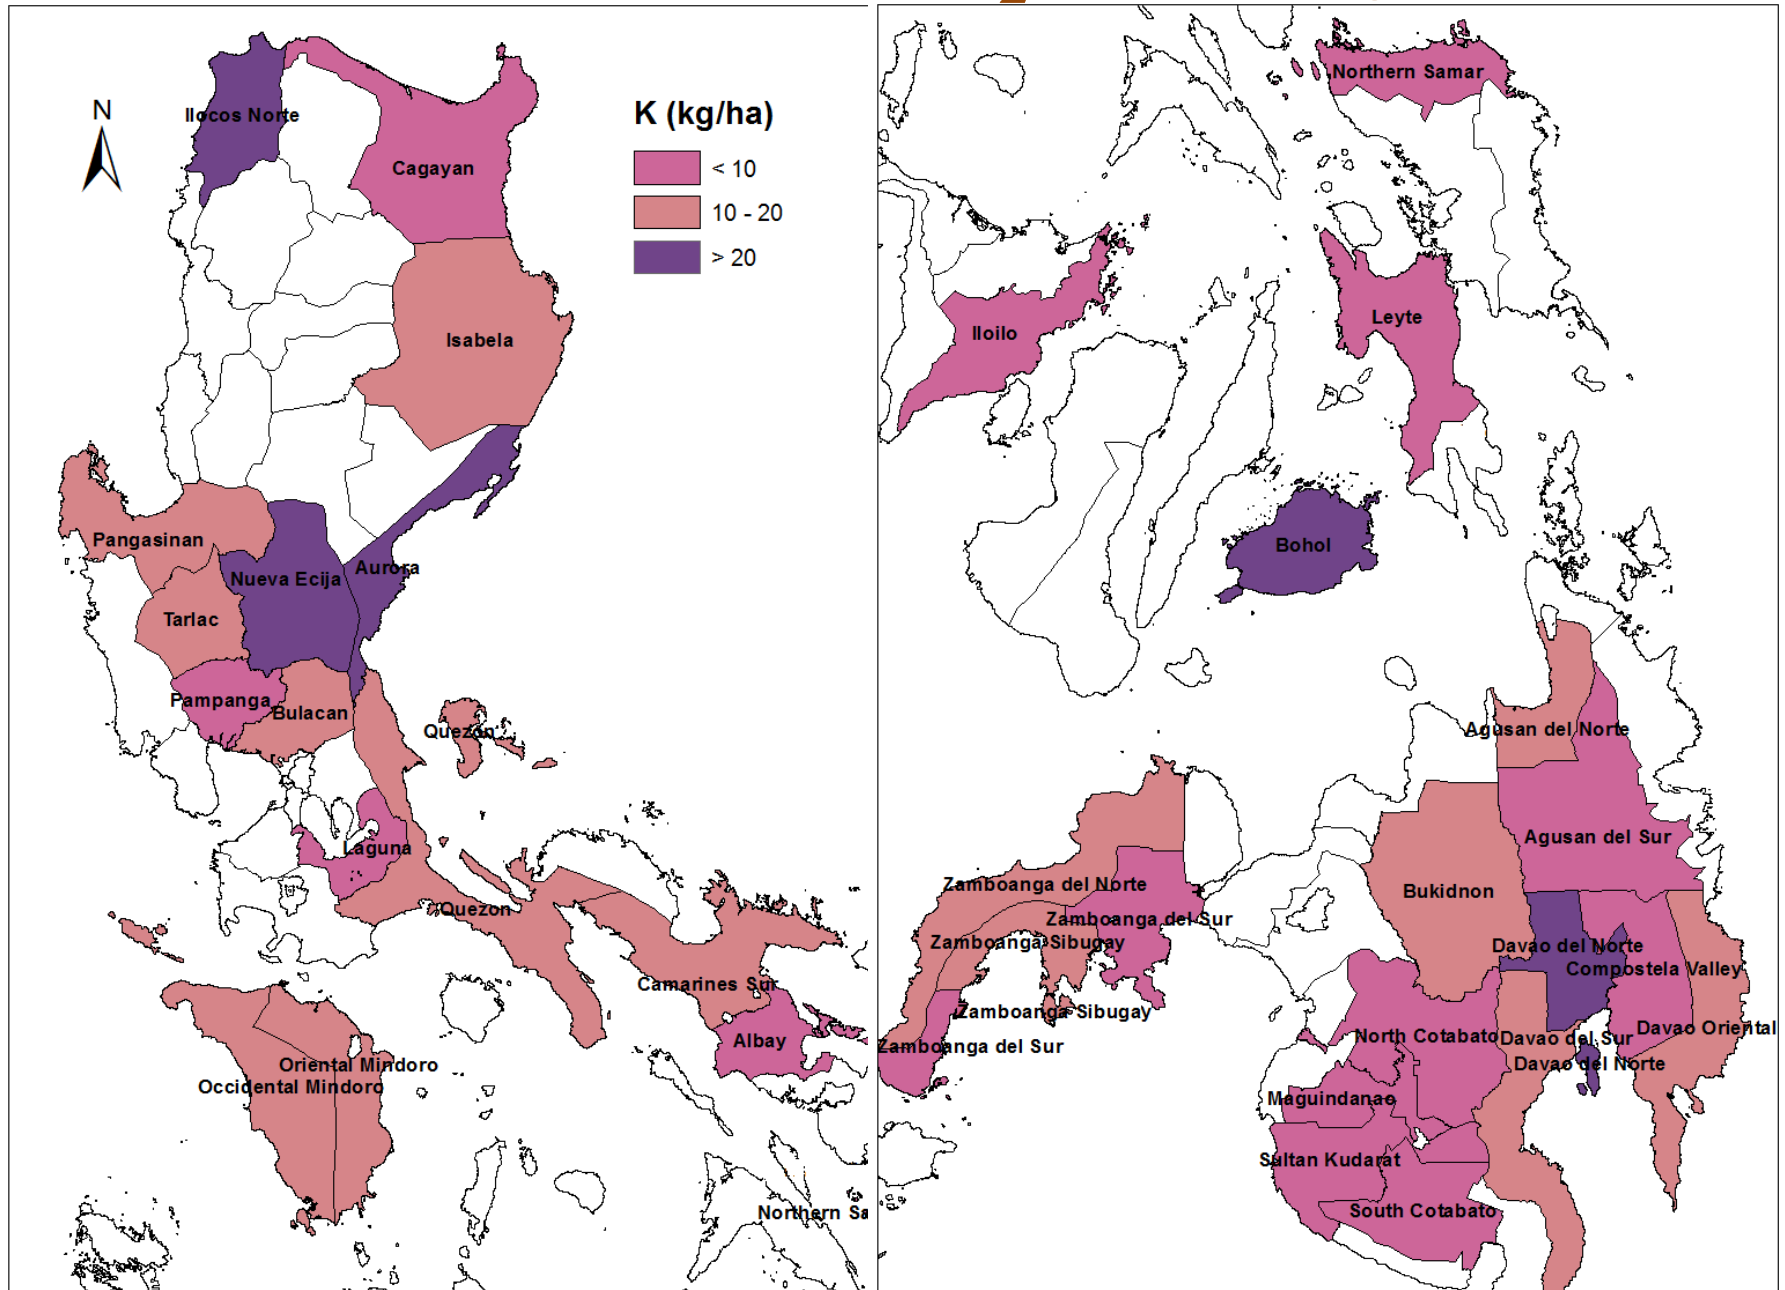 N
K (kg/ha)
< 10
10 - 20
> 20
Ilocos Norte
Cagayan
Isabela
Pangasinan
Nueva Ecija
Aurora
Tarlac
Pampanga
Bulacan
Quezon
Laguna
Quezon
Camarines Sur
Albay
Oriental Mindoro
Occidental Mindoro
Northern Sa
Northern Samar
Iloilo
Leyte
Bohol
Agusan del Norte
Agusan del Sur
Bukidnon
Zamboanga del Norte
Zamboanga del Sur
Zamboanga Sibugay
Zamboanga Sibugay
Zamboanga del Sur
Davao del Norte
Compostela Valley
North Cotabato
Davao del Sur
Davao Oriental
Davao del Norte
Maguindanao
Sultan Kudarat
South Cotabato